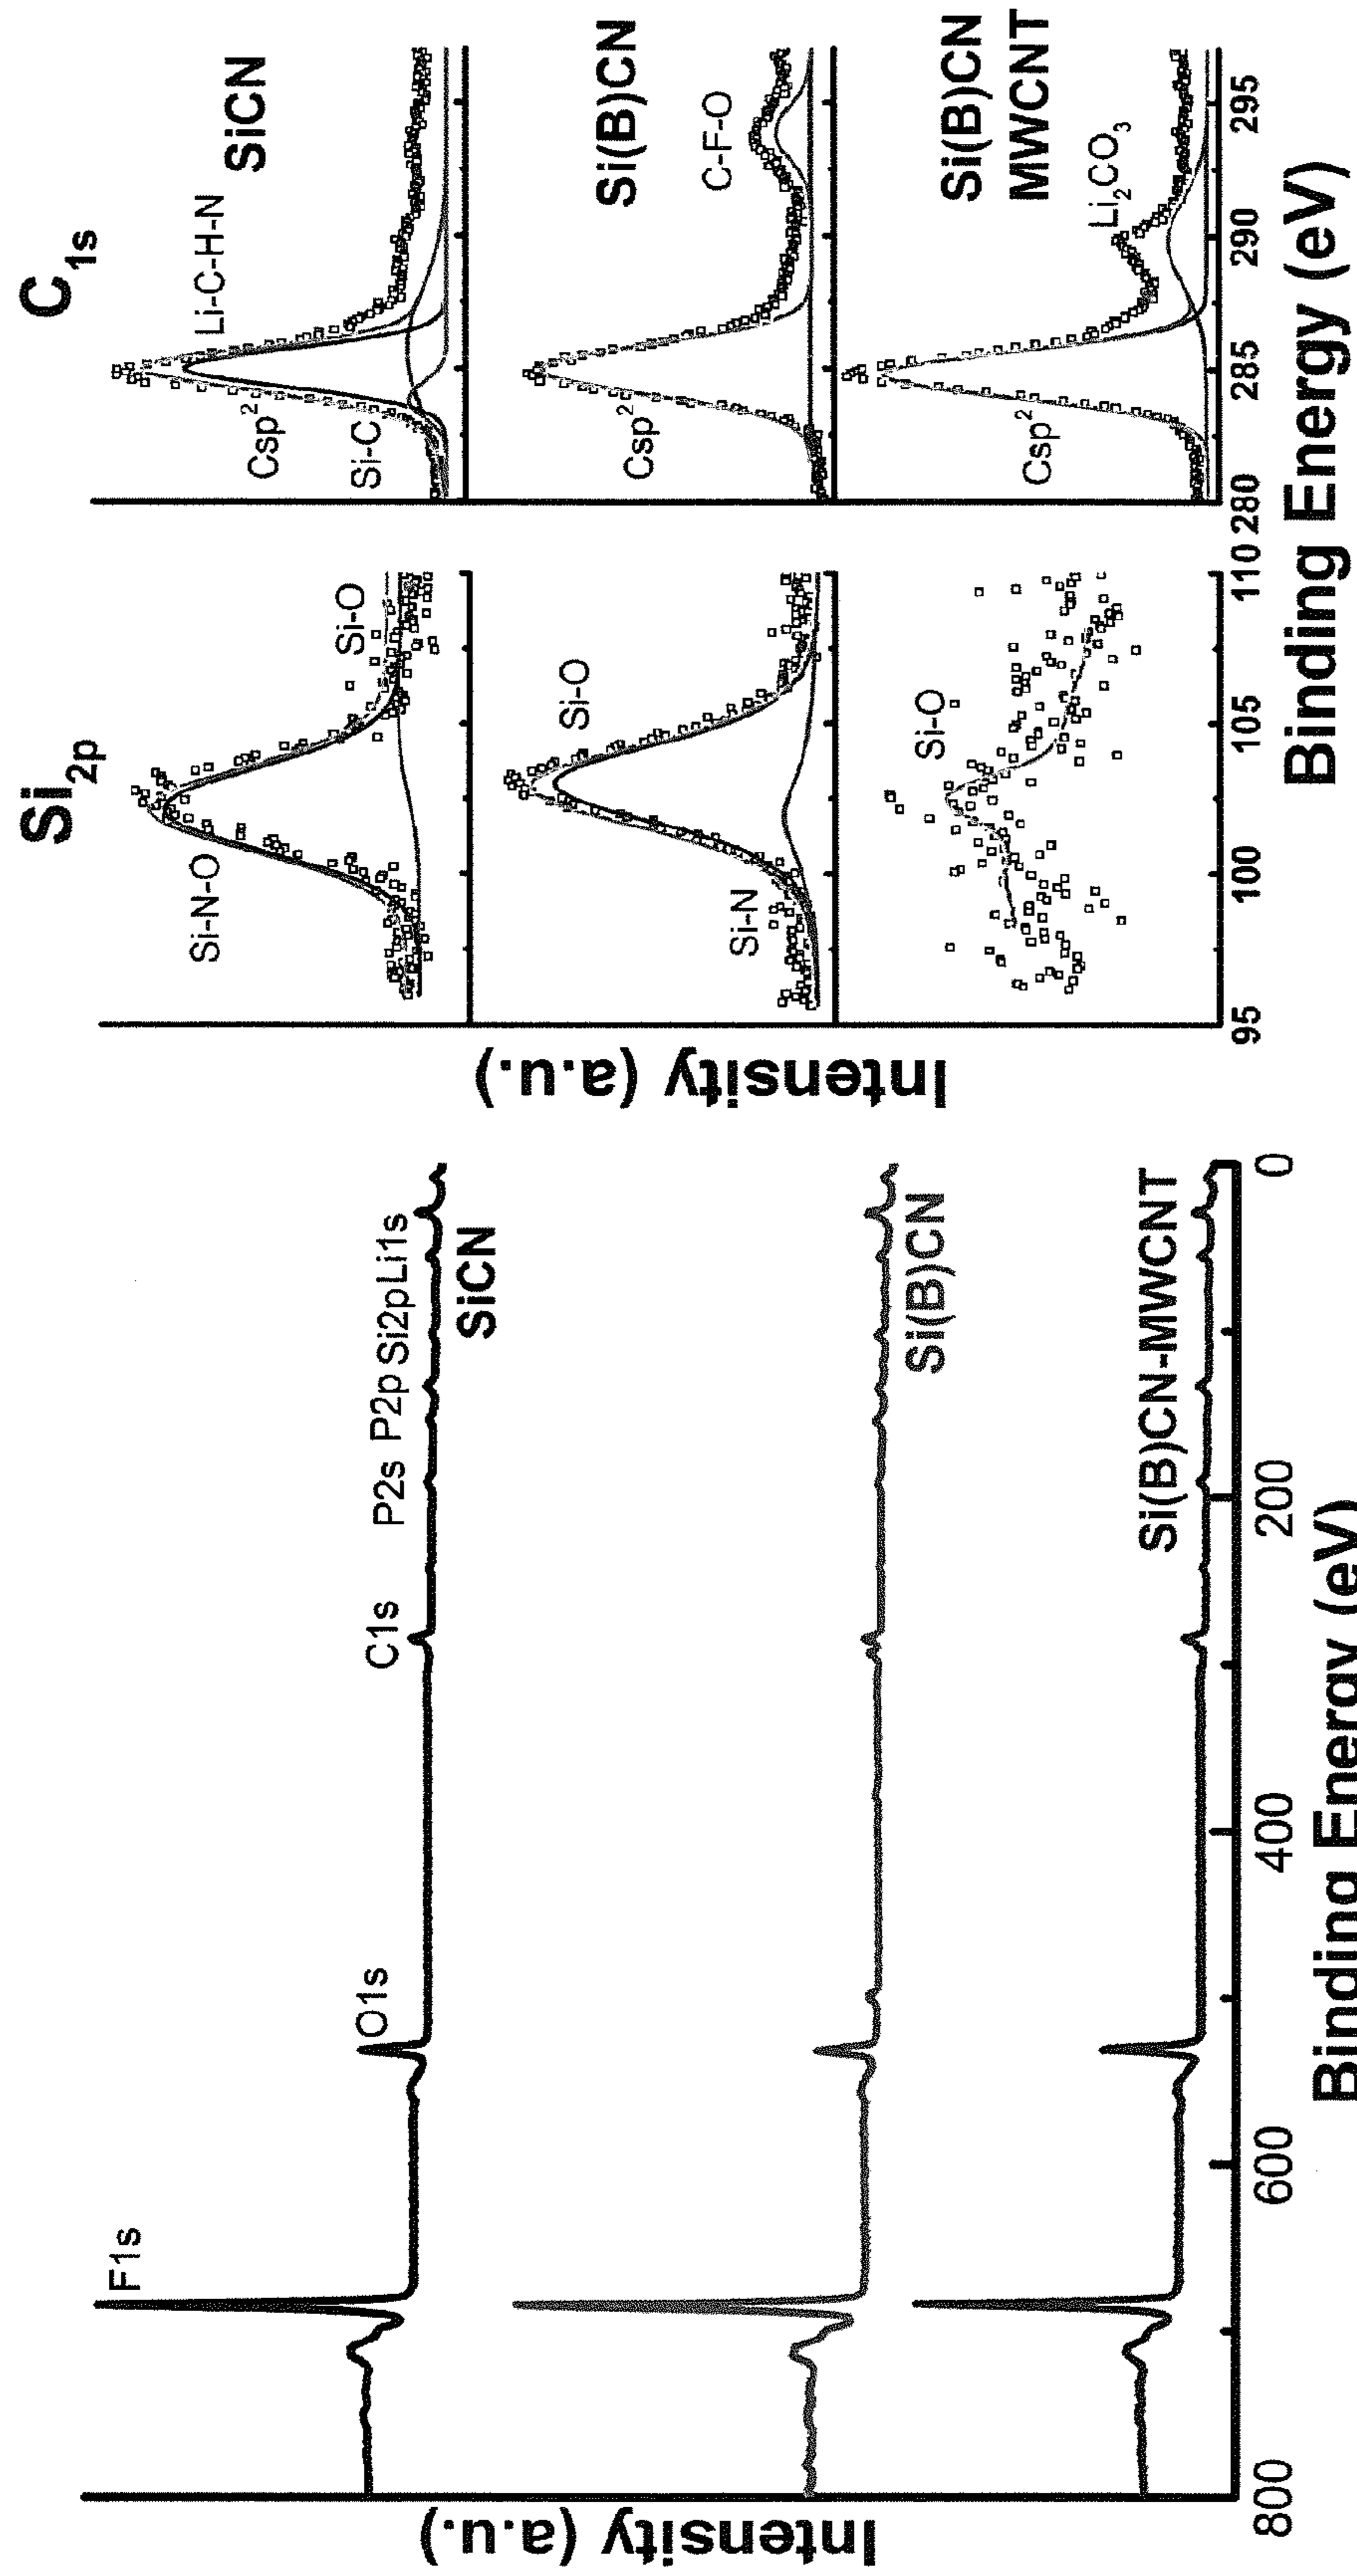 Intensity (a.u.)
F1s
O1s
C1s
P2s P2p Si2pLi1s
SiCN
Si(B)CN
Si(B)CN-MWCNT
800 600 400 200 0
Binding Energy (eV)
Intensity (a.u.)
Si2p
Si-N-O
Si-O
Si-N
Si-O
Si-O
95 100 105 110
C1s
Csp2
Li-C-H-N
Si-C
SiCN
Csp2
C-F-O
Si(B)CN
Csp2
Li2CO3
Si(B)CN
MWCNT
280 285 290 295
Binding Energy (eV)